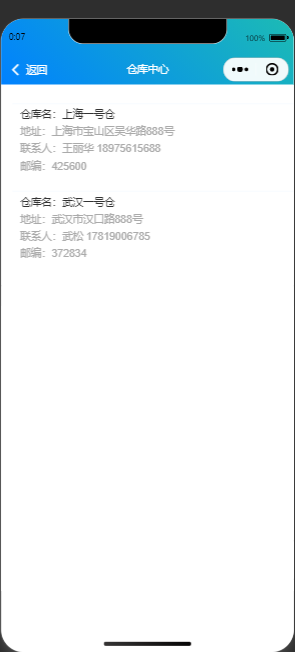 0:07
100%
返回
仓库中心
仓库名：上海一号仓
地址：上海市宝山区吴华路888号
联系人：王丽华 18975615688
邮编：425600
仓库名：武汉一号仓
地址：武汉市汉口路888号
联系人：武松 17819006785
邮编：372834